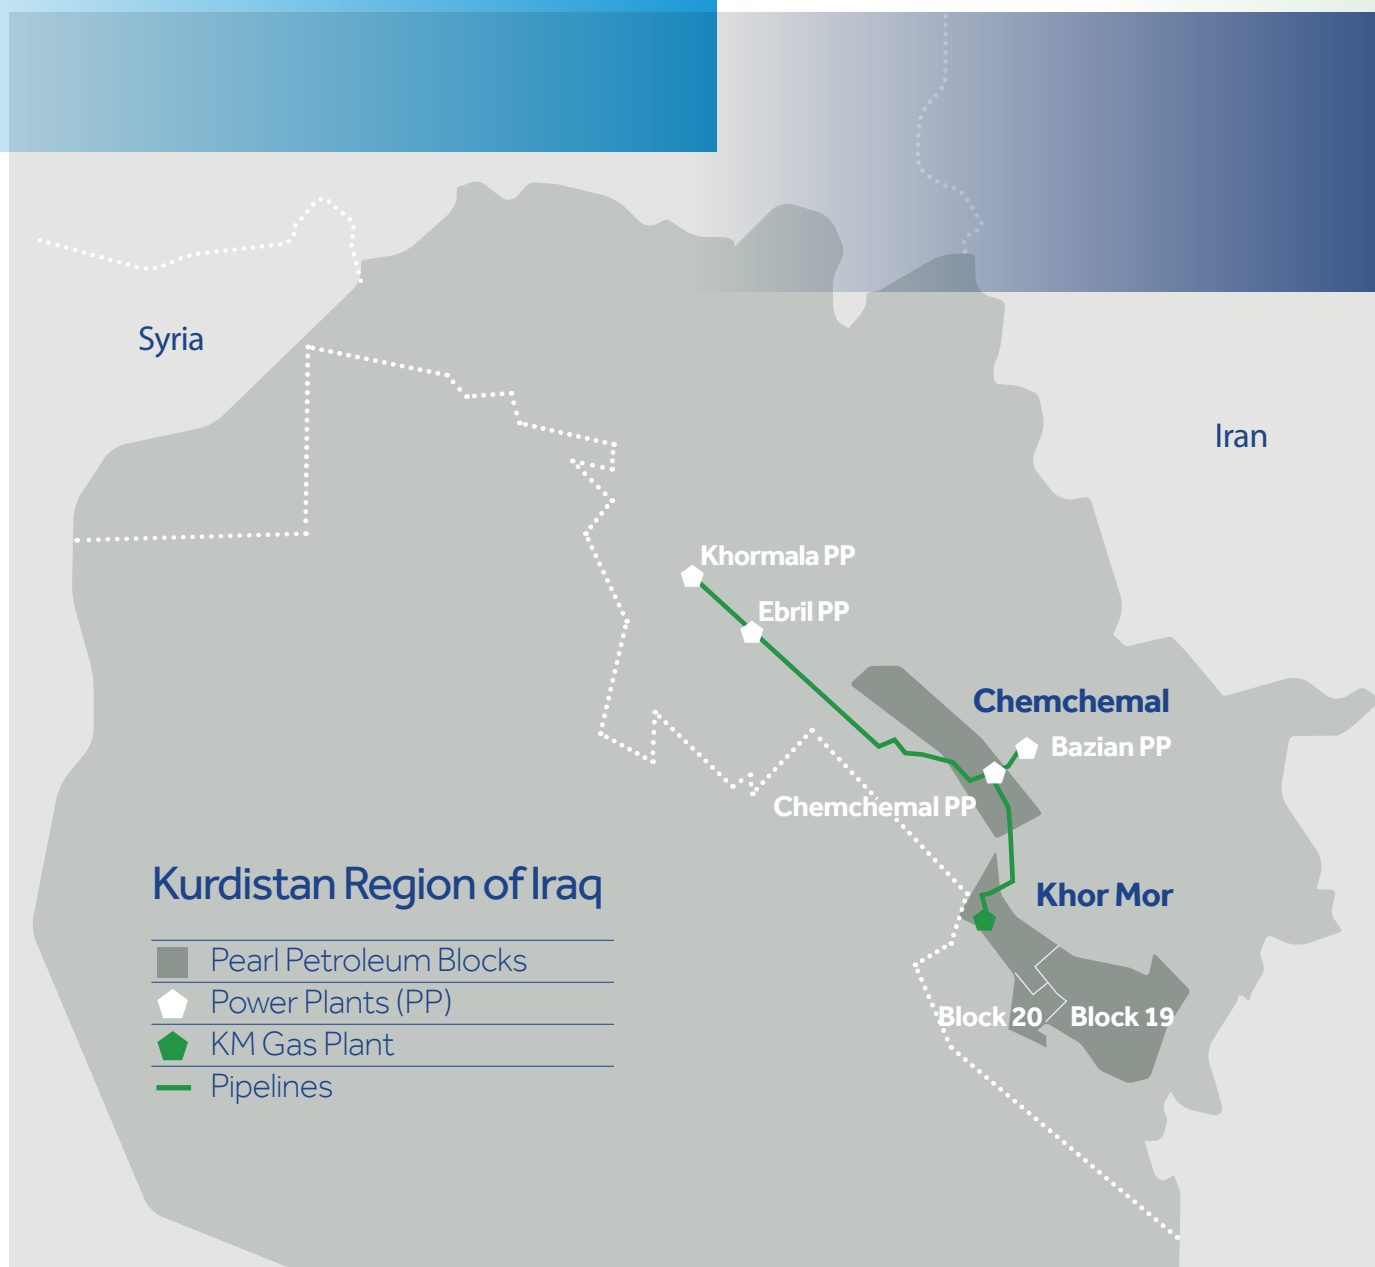 Syria
Iran
Khormala PP
Ebril PP
Chemchemal
Bazian PP
Chemchemal PP
Khor Mor
Block 20
Block 19
Kurdistan Region of Iraq
Pearl Petroleum Blocks
Power Plants (PP)
KM Gas Plant
Pipelines